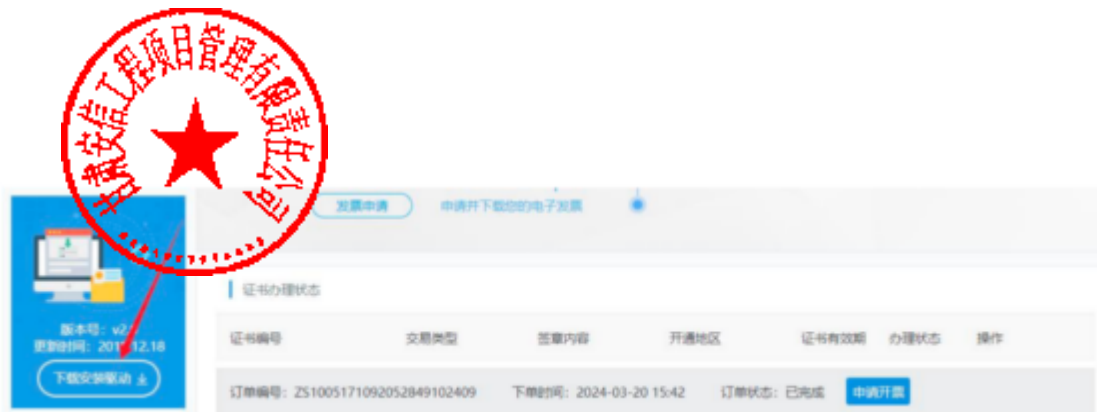 甘肃安信工程项目管理有限责任公司
发票申请 申请并下载您的电子发票
证书办理状态
版本号：v2.
更新时间：201 12.18
下载安装驱动
证书编号 交易类型 签章内容 开通地区 证书有效期 办理状态 操作
订单编号：ZS1005171092052849102409 下单时间：2024-03-20 15:42 订单状态：已完成 申请开票